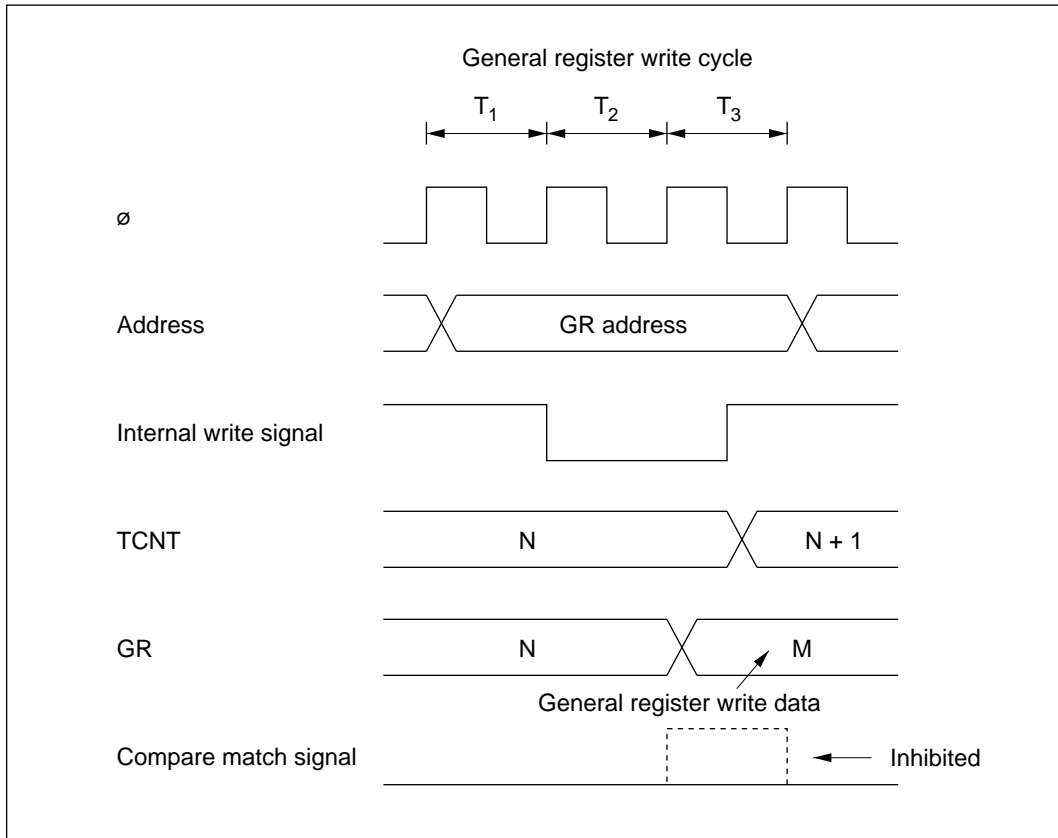 General register write cycle
T1 T2 T3
ø
Address GR address
Internal write signal
TCNT N N + 1
GR N M
General register write data
Compare match signal Inhibited